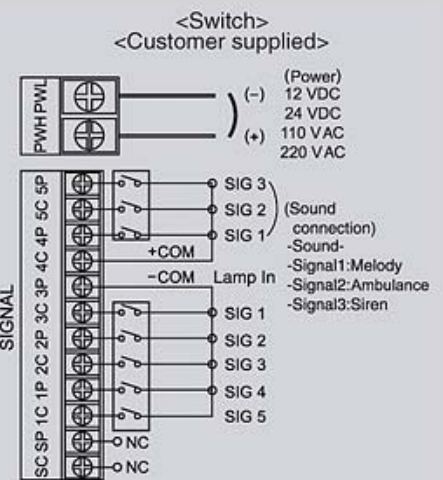 <Switch>
<Customer supplied>
PWH PWL
(Power)
(-) 12 VDC
24 VDC
(+) 110 VAC
220 VAC
SIGNAL
SC SP 1C 1P 2C 2P 3C 3P 4C 4P 5C 5P
SIG 3
SIG 2
SIG 1
+COM
(Sound
connection)
-Sound-
-Signal1:Melody
-Signal2:Ambulance
-Signal3:Siren
-COM Lamp In
SIG 1
SIG 2
SIG 3
SIG 4
SIG 5
NC
NC